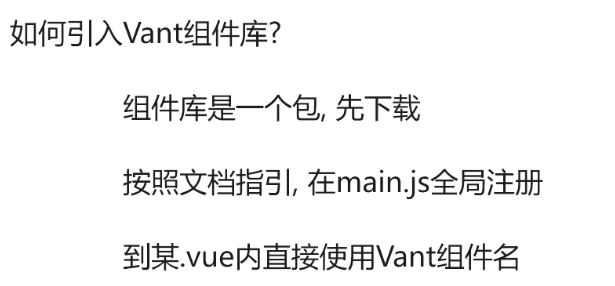 如何引入Vant组件库?
组件库是一个包, 先下载
按照文档指引, 在main.js全局注册
到某.vue内直接使用Vant组件名